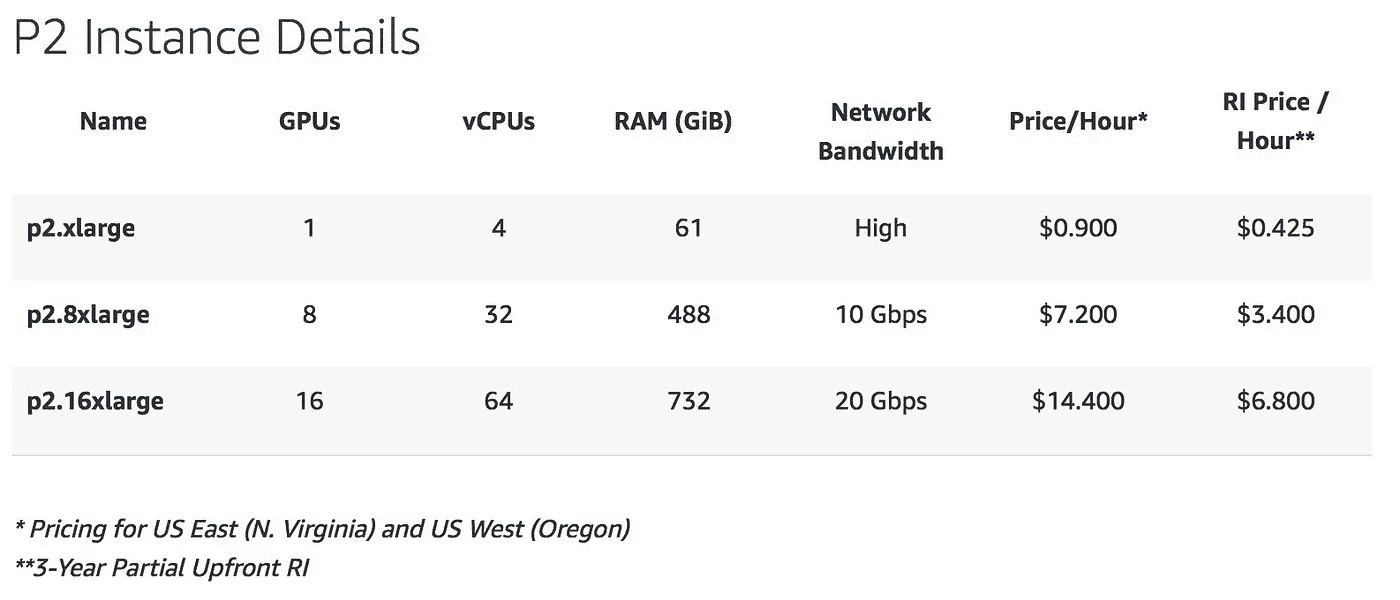 P2 Instance Details
Name GPUs vCPUs RAM (GiB) Network Bandwidth Price/Hour* RI Price / Hour**
p2.xlarge 1 4 61 High $0.900 $0.425
p2.8xlarge 8 32 488 10 Gbps $7.200 $3.400
p2.16xlarge 16 64 732 20 Gbps $14.400 $6.800
* Pricing for US East (N. Virginia) and US West (Oregon)
**3-Year Partial Upfront RI